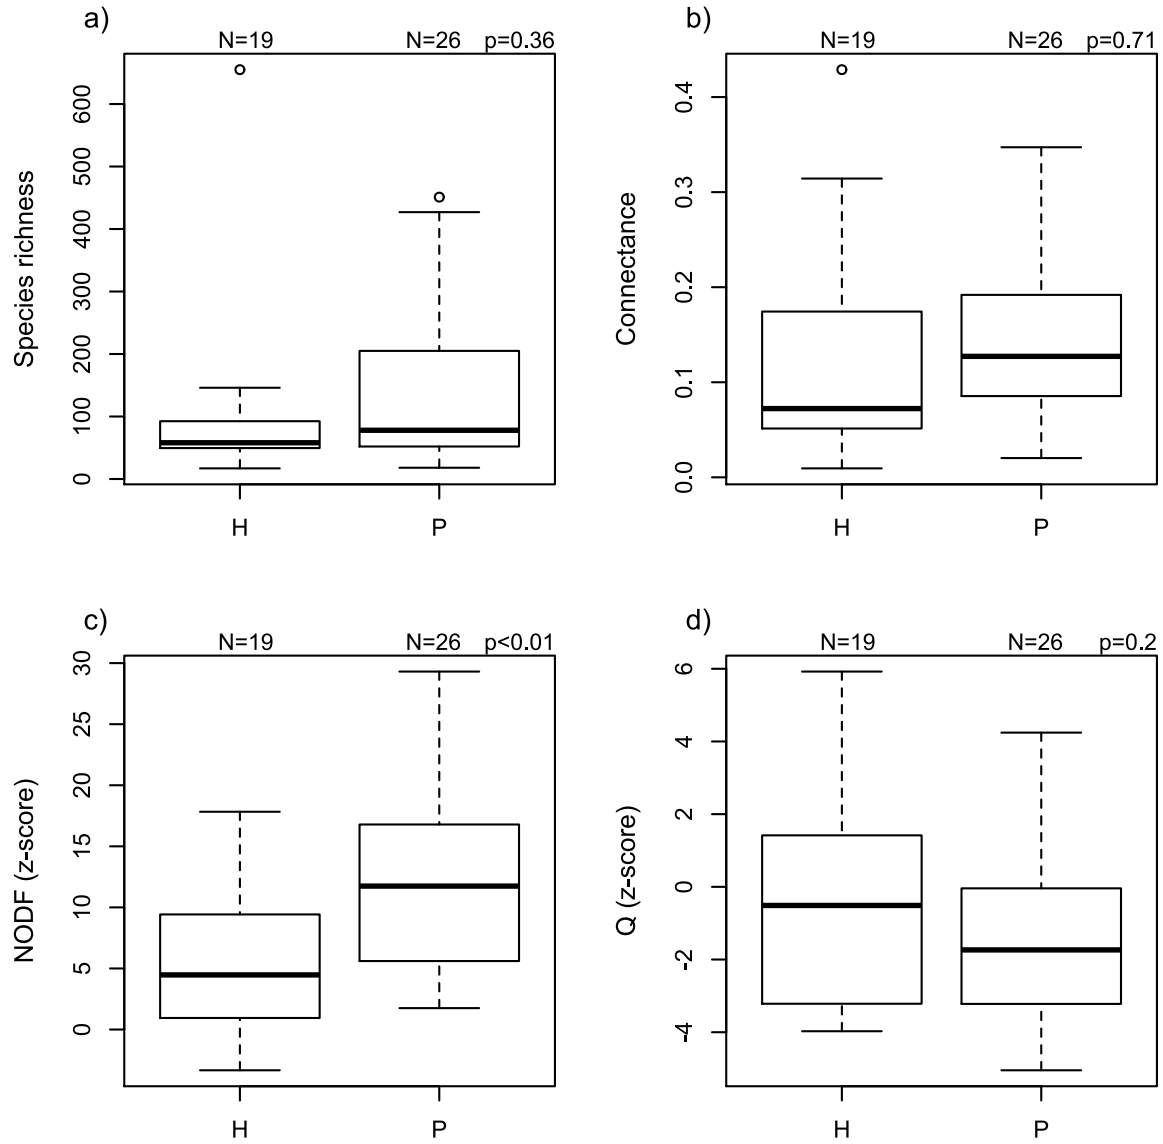 a)
N=19 N=26 p=0.36
Species richness
600
500
400
300
200
100
0
H P
b)
N=19 N=26 p=0.71
Connectance
0.4
0.3
0.2
0.1
0.0
H P
c)
N=19 N=26 p<0.01
NODF (z-score)
30
25
20
15
10
5
0
H P
d)
N=19 N=26 p=0.2
Q (z-score)
6
4
2
0
-2
-4
H P